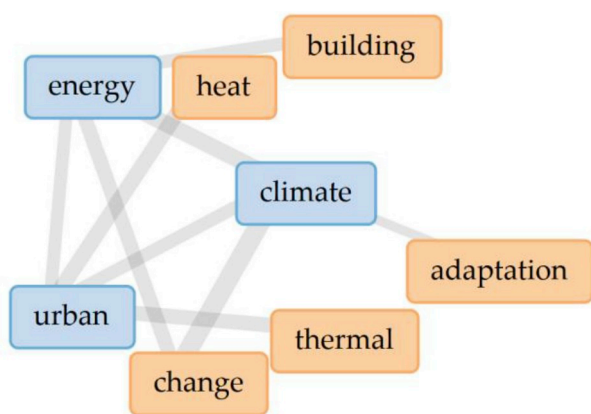 building
energy
heat
climate
adaptation
urban
thermal
change